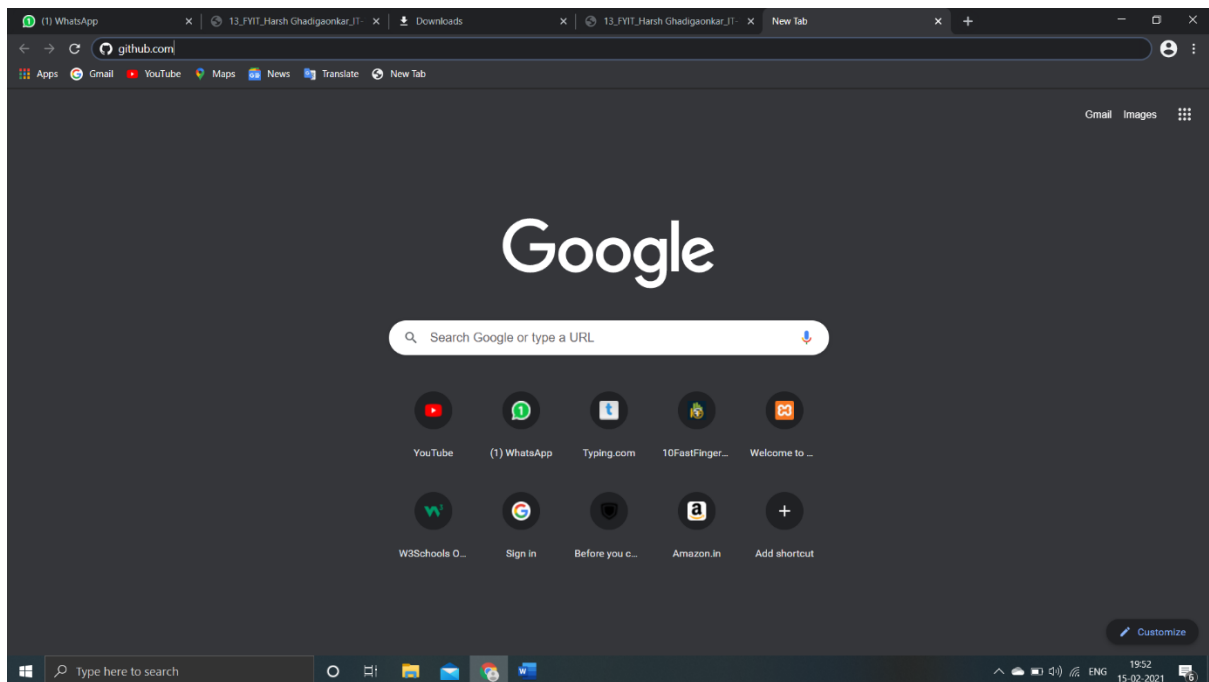 (1) WhatsApp
13_FYIT_Harsh Ghadigaonkar_IT-
Downloads
13_FYIT_Harsh Ghadigaonkar_IT-
New Tab
github.com
Apps
Gmail
YouTube
Maps
News
Translate
New Tab
Gmail Images
Google
Search Google or type a URL
YouTube
(1) WhatsApp
Typing.com
10FastFinger...
Welcome to ...
W3Schools O...
Sign in
Before you c...
Amazon.in
Add shortcut
Customize
Type here to search
ENG
19:52
15-02-2021
6